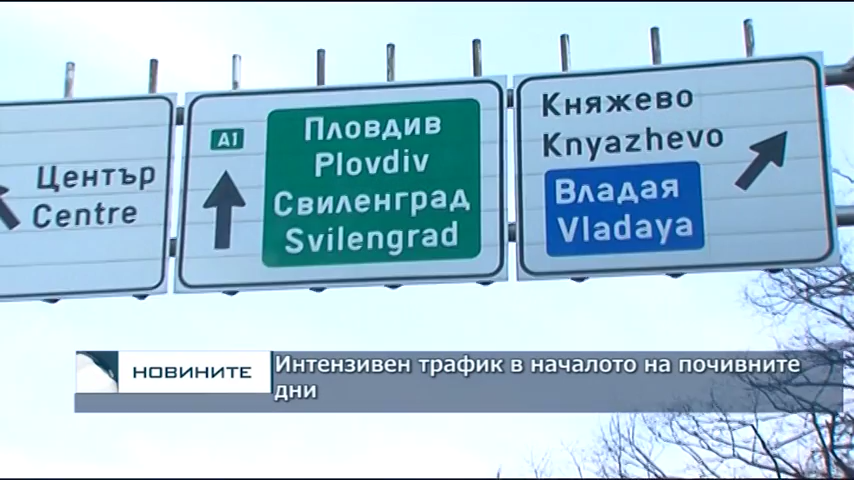 Център
Centre
A1
Пловдив
Plovdiv
Свиленград
Svilengrad
Княжево
Knyazhevo
Владая
Vladaya
НОВИНИТЕ
Интензивен трафик в началото на почивните
дни